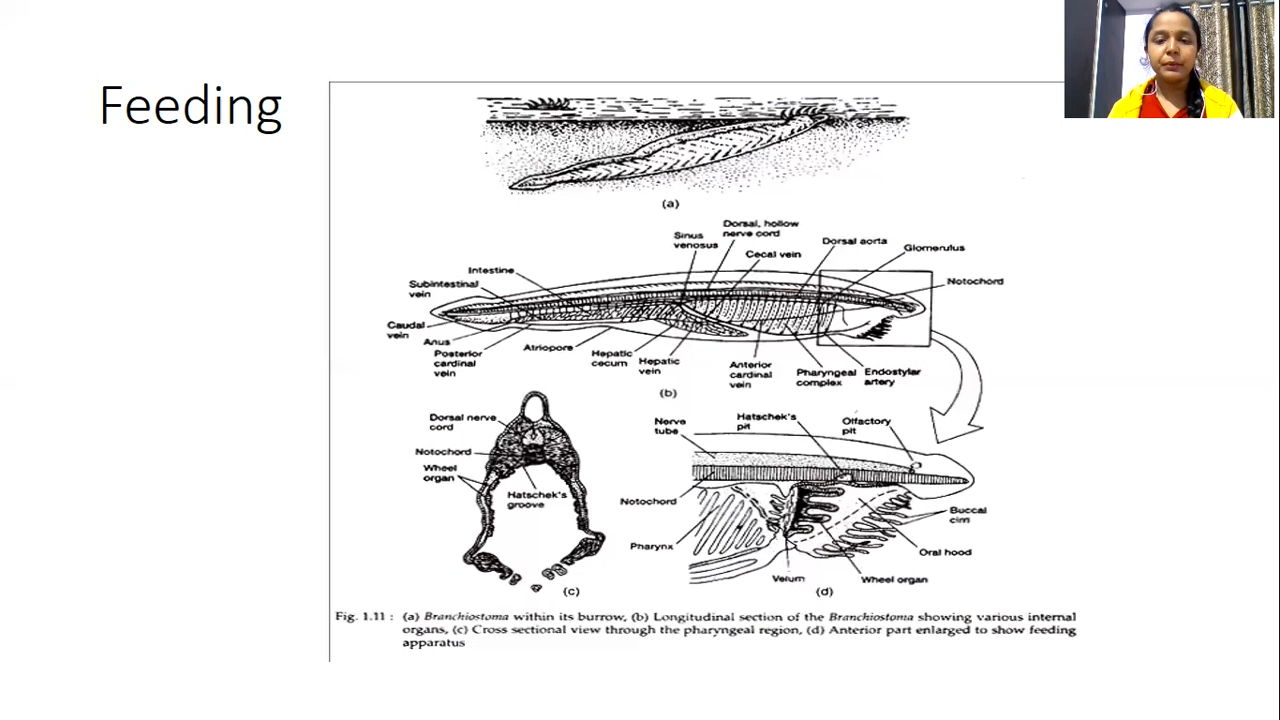 Feeding
(a)
Sinus
venosus
Dorsal, hollow
nerve cord
Cecal vein
Dorsal aorta
Glomerulus
Notochord
Intestine
Subintestinal
vein
Caudal
vein
Anus
Posterior
cardinal
vein
Atriopore
Hepatic
cecum
Hepatic
vein
Anterior
cardinal
vein
Pharyngeal
complex
Endostylar
artery
(b)
Dorsal nerve
cord
Notochord
Wheel
organ
Hatschek's
groove
(c)
Nerve
tube
Hatschek's
pit
Olfactory
pit
Notochord
Pharynx
Velum
Wheel organ
Oral hood
Buccal
cirri
(d)
Fig. 1.11 : (a) Branchiostoma within its burrow, (b) Longitudinal section of the Branchiostoma showing various internal
organs, (c) Cross sectional view through the pharyngeal region, (d) Anterior part enlarged to show feeding
apparatus